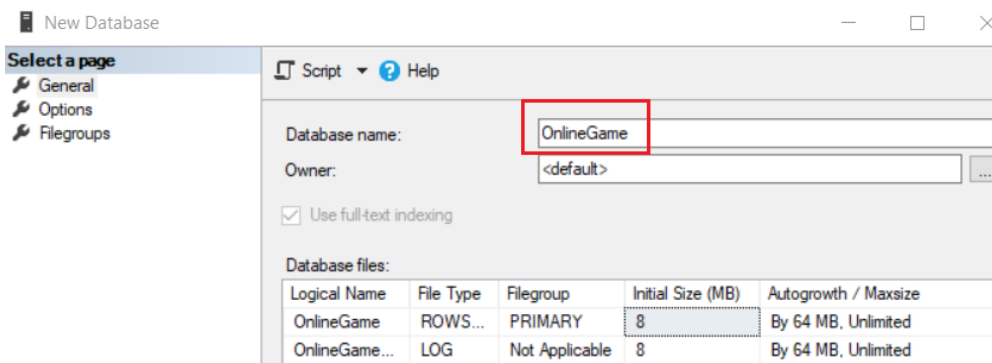 New Database
Select a page
General
Options
Filegroups
Script Help
Database name: OnlineGame
Owner: <default> ...
Use full-text indexing
Database files:
Logical Name File Type Filegroup Initial Size (MB) Autogrowth / Maxsize
OnlineGame ROWS... PRIMARY 8 By 64 MB, Unlimited
OnlineGame... LOG Not Applicable 8 By 64 MB, Unlimited